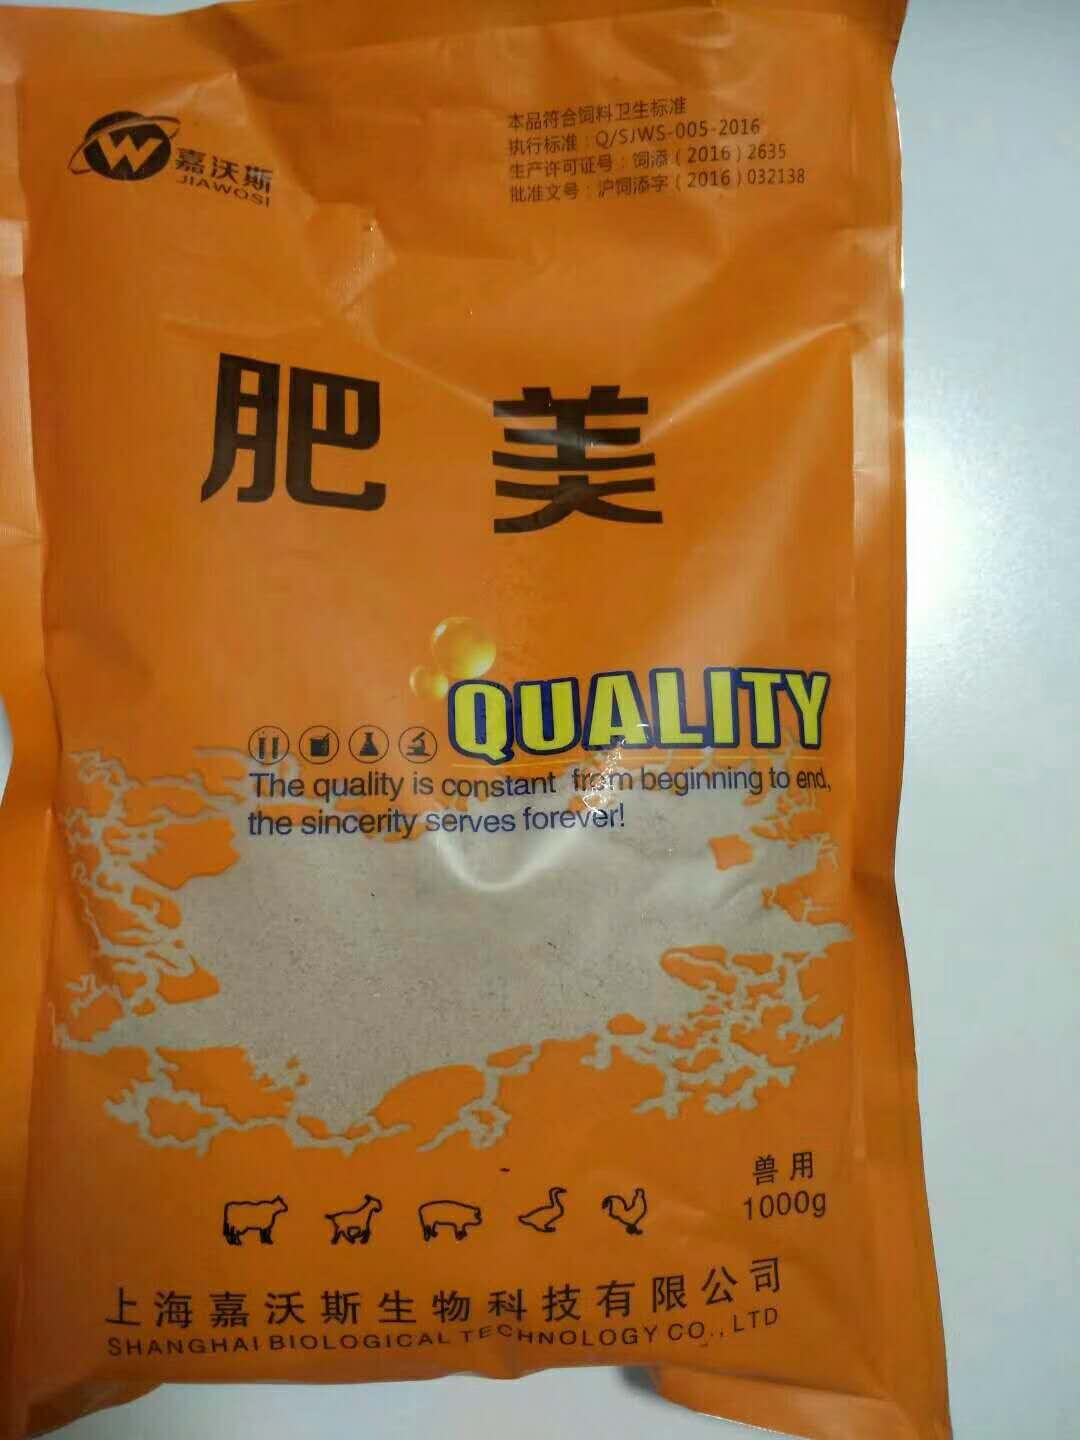 嘉沃斯
JIAWOSI
本品符合饲料卫生标准
执行标准：Q/SJWS-005-2016
生产许可证号：饲添（2016）2635
批准文号：沪饲添字（2016）032138
肥美
QUALITY
The quality is constant from beginning to end,
the sincerity serves forever!
兽用
1000g
上海嘉沃斯生物科技有限公司
SHANGHAI BIOLOGICAL TECHNOLOGY CO., LTD